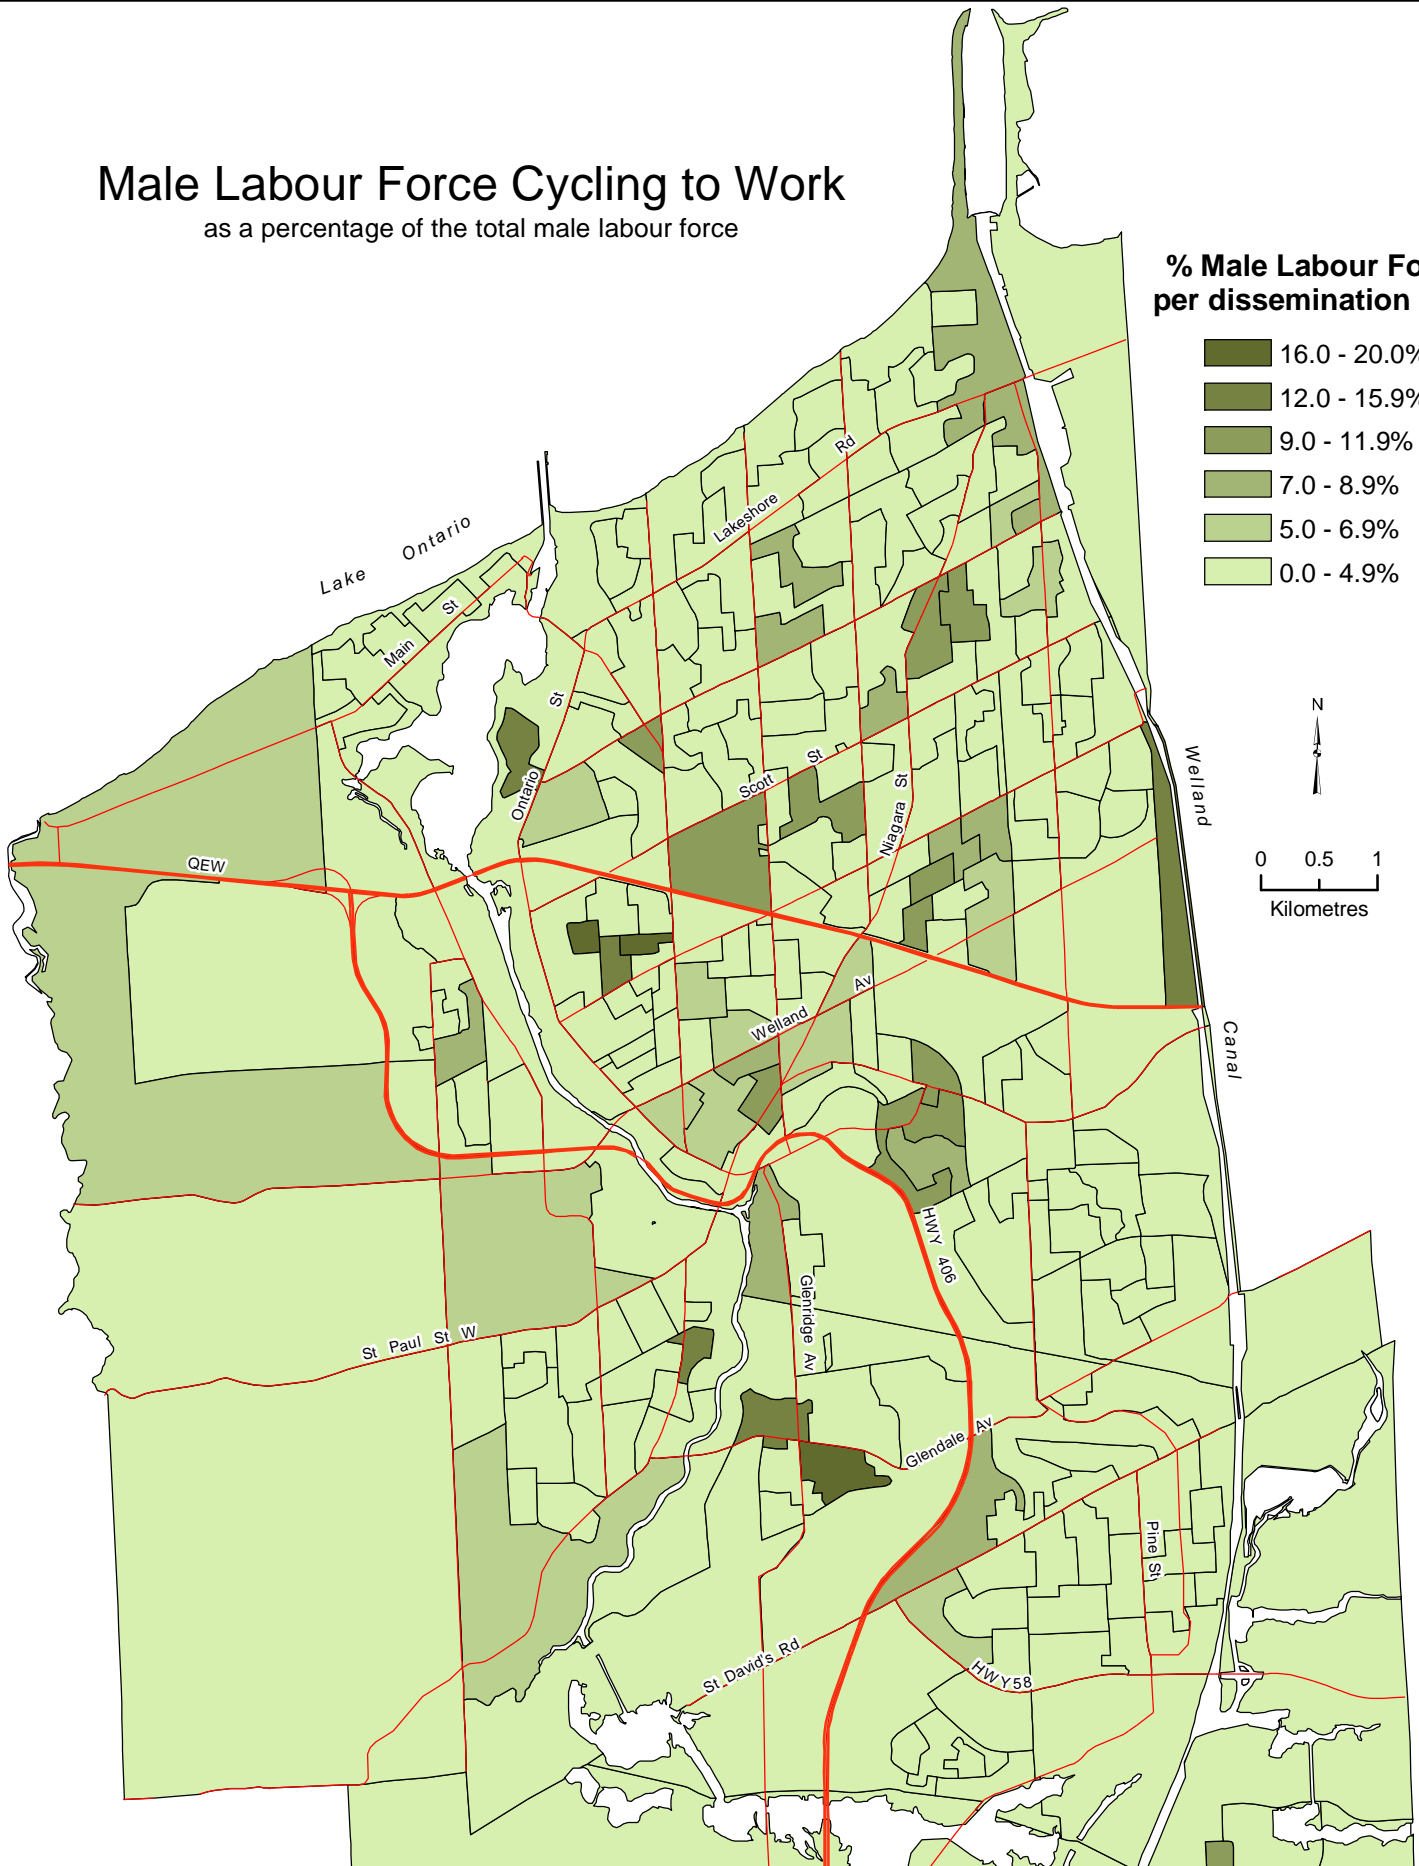 Male Labour Force Cycling to Work
as a percentage of the total male labour force
% Male Labour Fo
per dissemination
16.0 - 20.0%
12.0 - 15.9%
9.0 - 11.9%
7.0 - 8.9%
5.0 - 6.9%
0.0 - 4.9%
N
0 0.5 1
Kilometres
Lake Ontario
Lakeshore Rd
Main St
Ontario St
Scott St
Niagara St
QEW
Welland Av
Welland Canal
HWY 406
Glenridge Av
St Paul St W
Glendale Av
Pine St
St David's Rd
HWY58